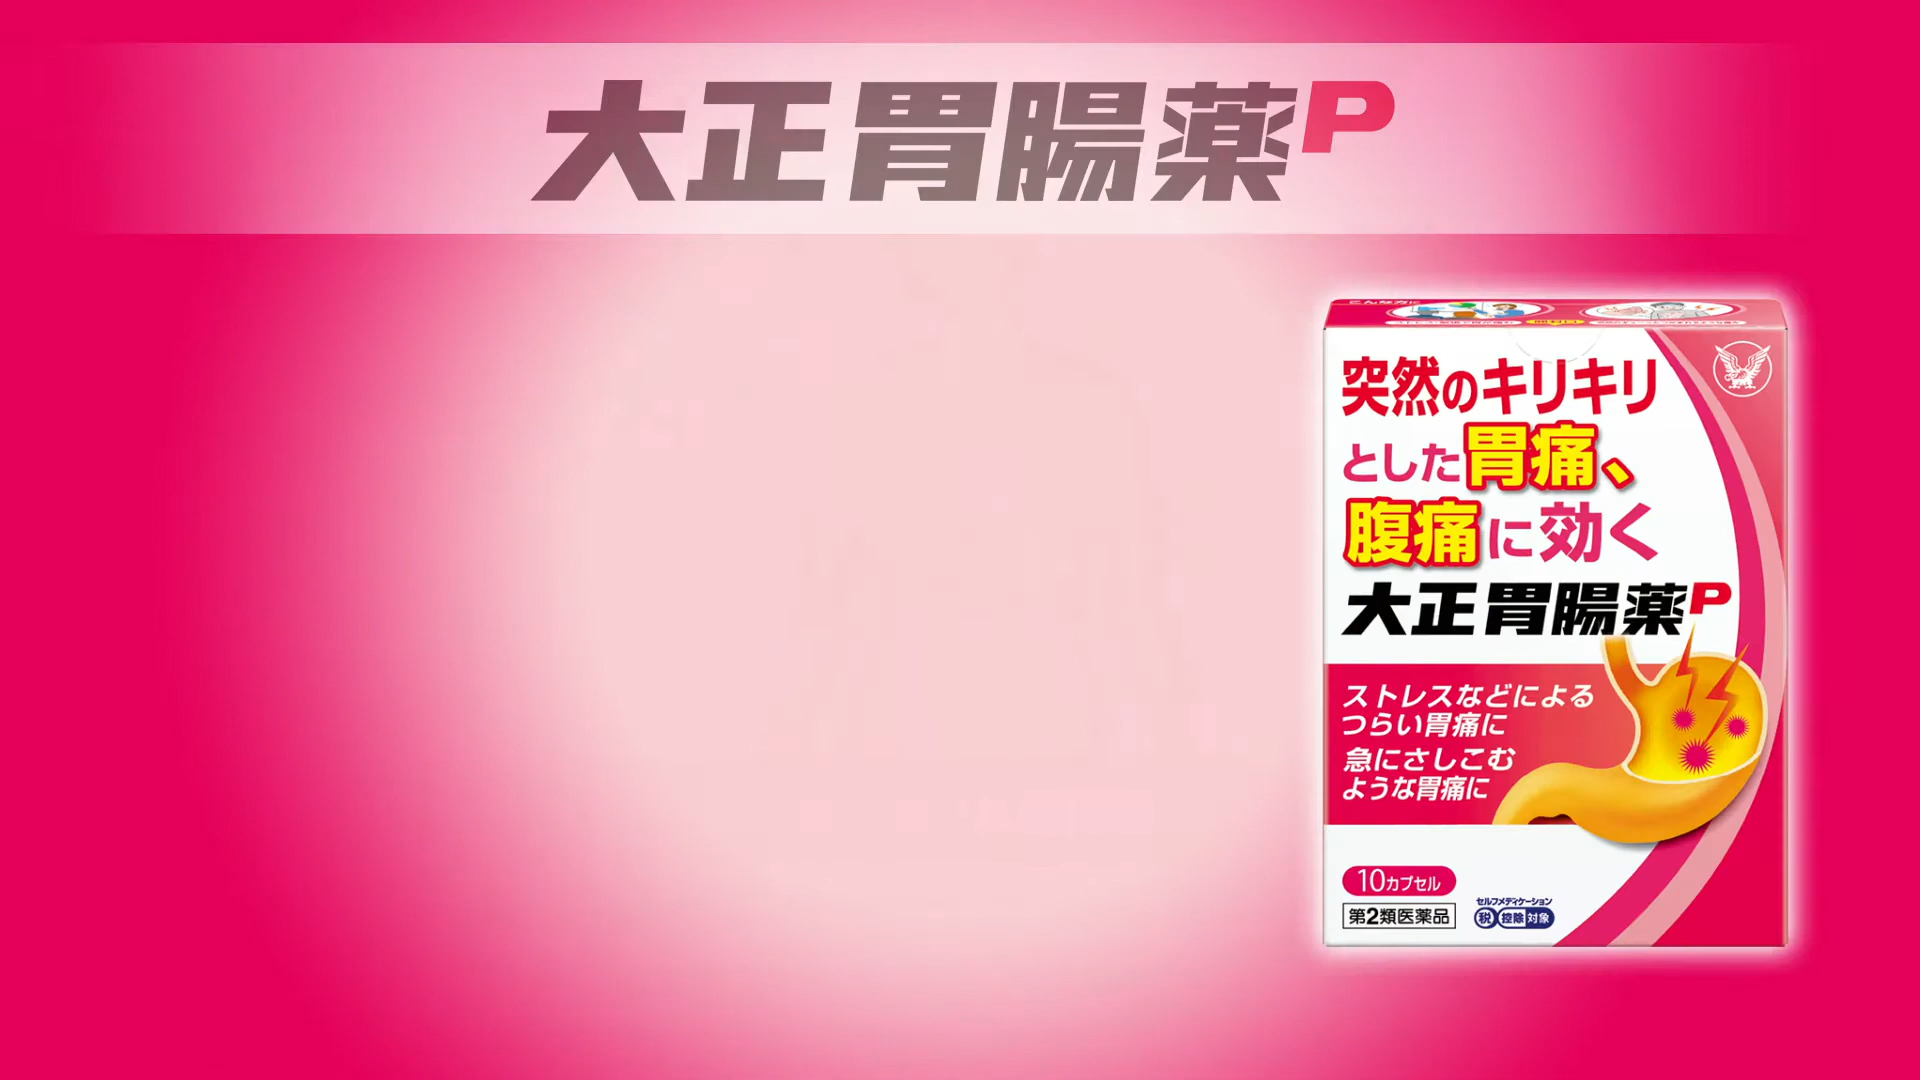 大正胃腸薬P
突然のキリキリ
とした胃痛、
腹痛に効く
大正胃腸薬P
ストレスなどによる
つらい胃痛に
急にさしこむ
ような胃痛に
10カプセル
第2類医薬品
セルフメディケーション
税 控除 対象